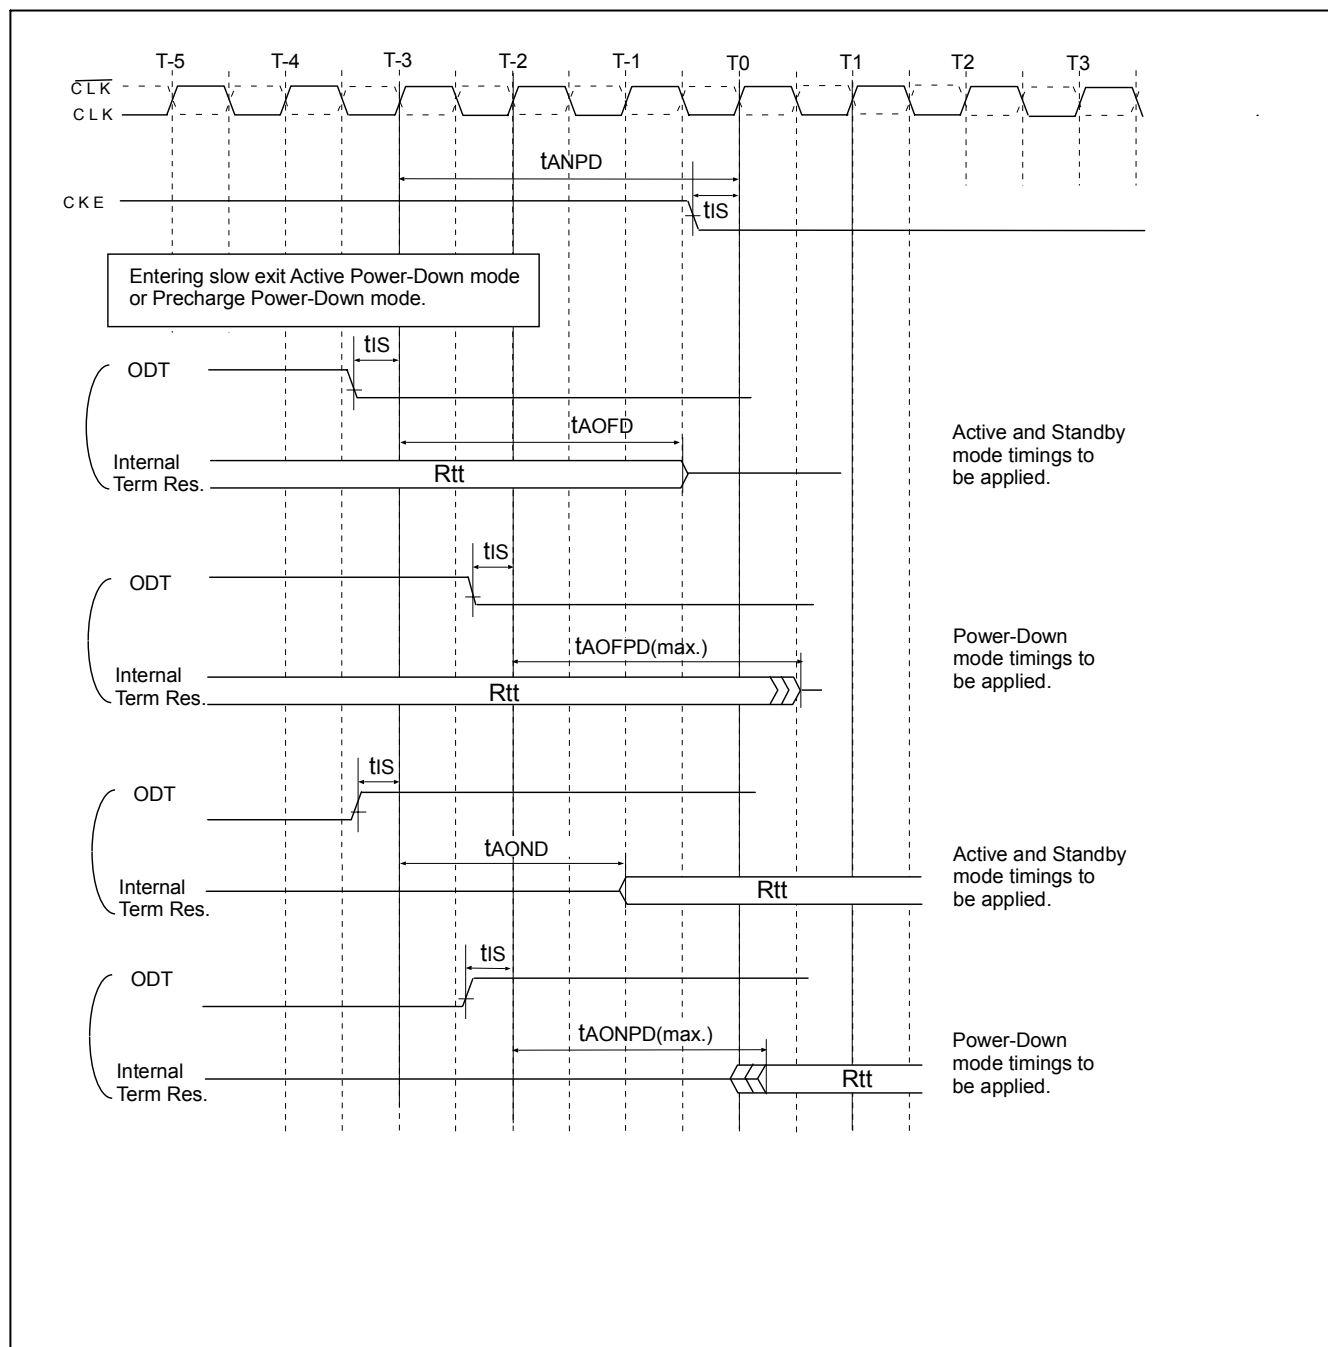 T-5 T-4 T-3 T-2 T-1 T0 T1 T2 T3
CLK
CLK
tANPD
CKE
tIS
Entering slow exit Active Power-Down mode
or Precharge Power-Down mode.
tIS
ODT
tAOFD
Active and Standby
mode timings to
be applied.
Internal
Term Res.
Rtt
tIS
ODT
tAOFPD(max.)
Power-Down
mode timings to
be applied.
Internal
Term Res.
Rtt
tIS
ODT
tAOND
Active and Standby
mode timings to
be applied.
Internal
Term Res.
Rtt
tIS
ODT
tAONPD(max.)
Power-Down
mode timings to
be applied.
Internal
Term Res.
Rtt